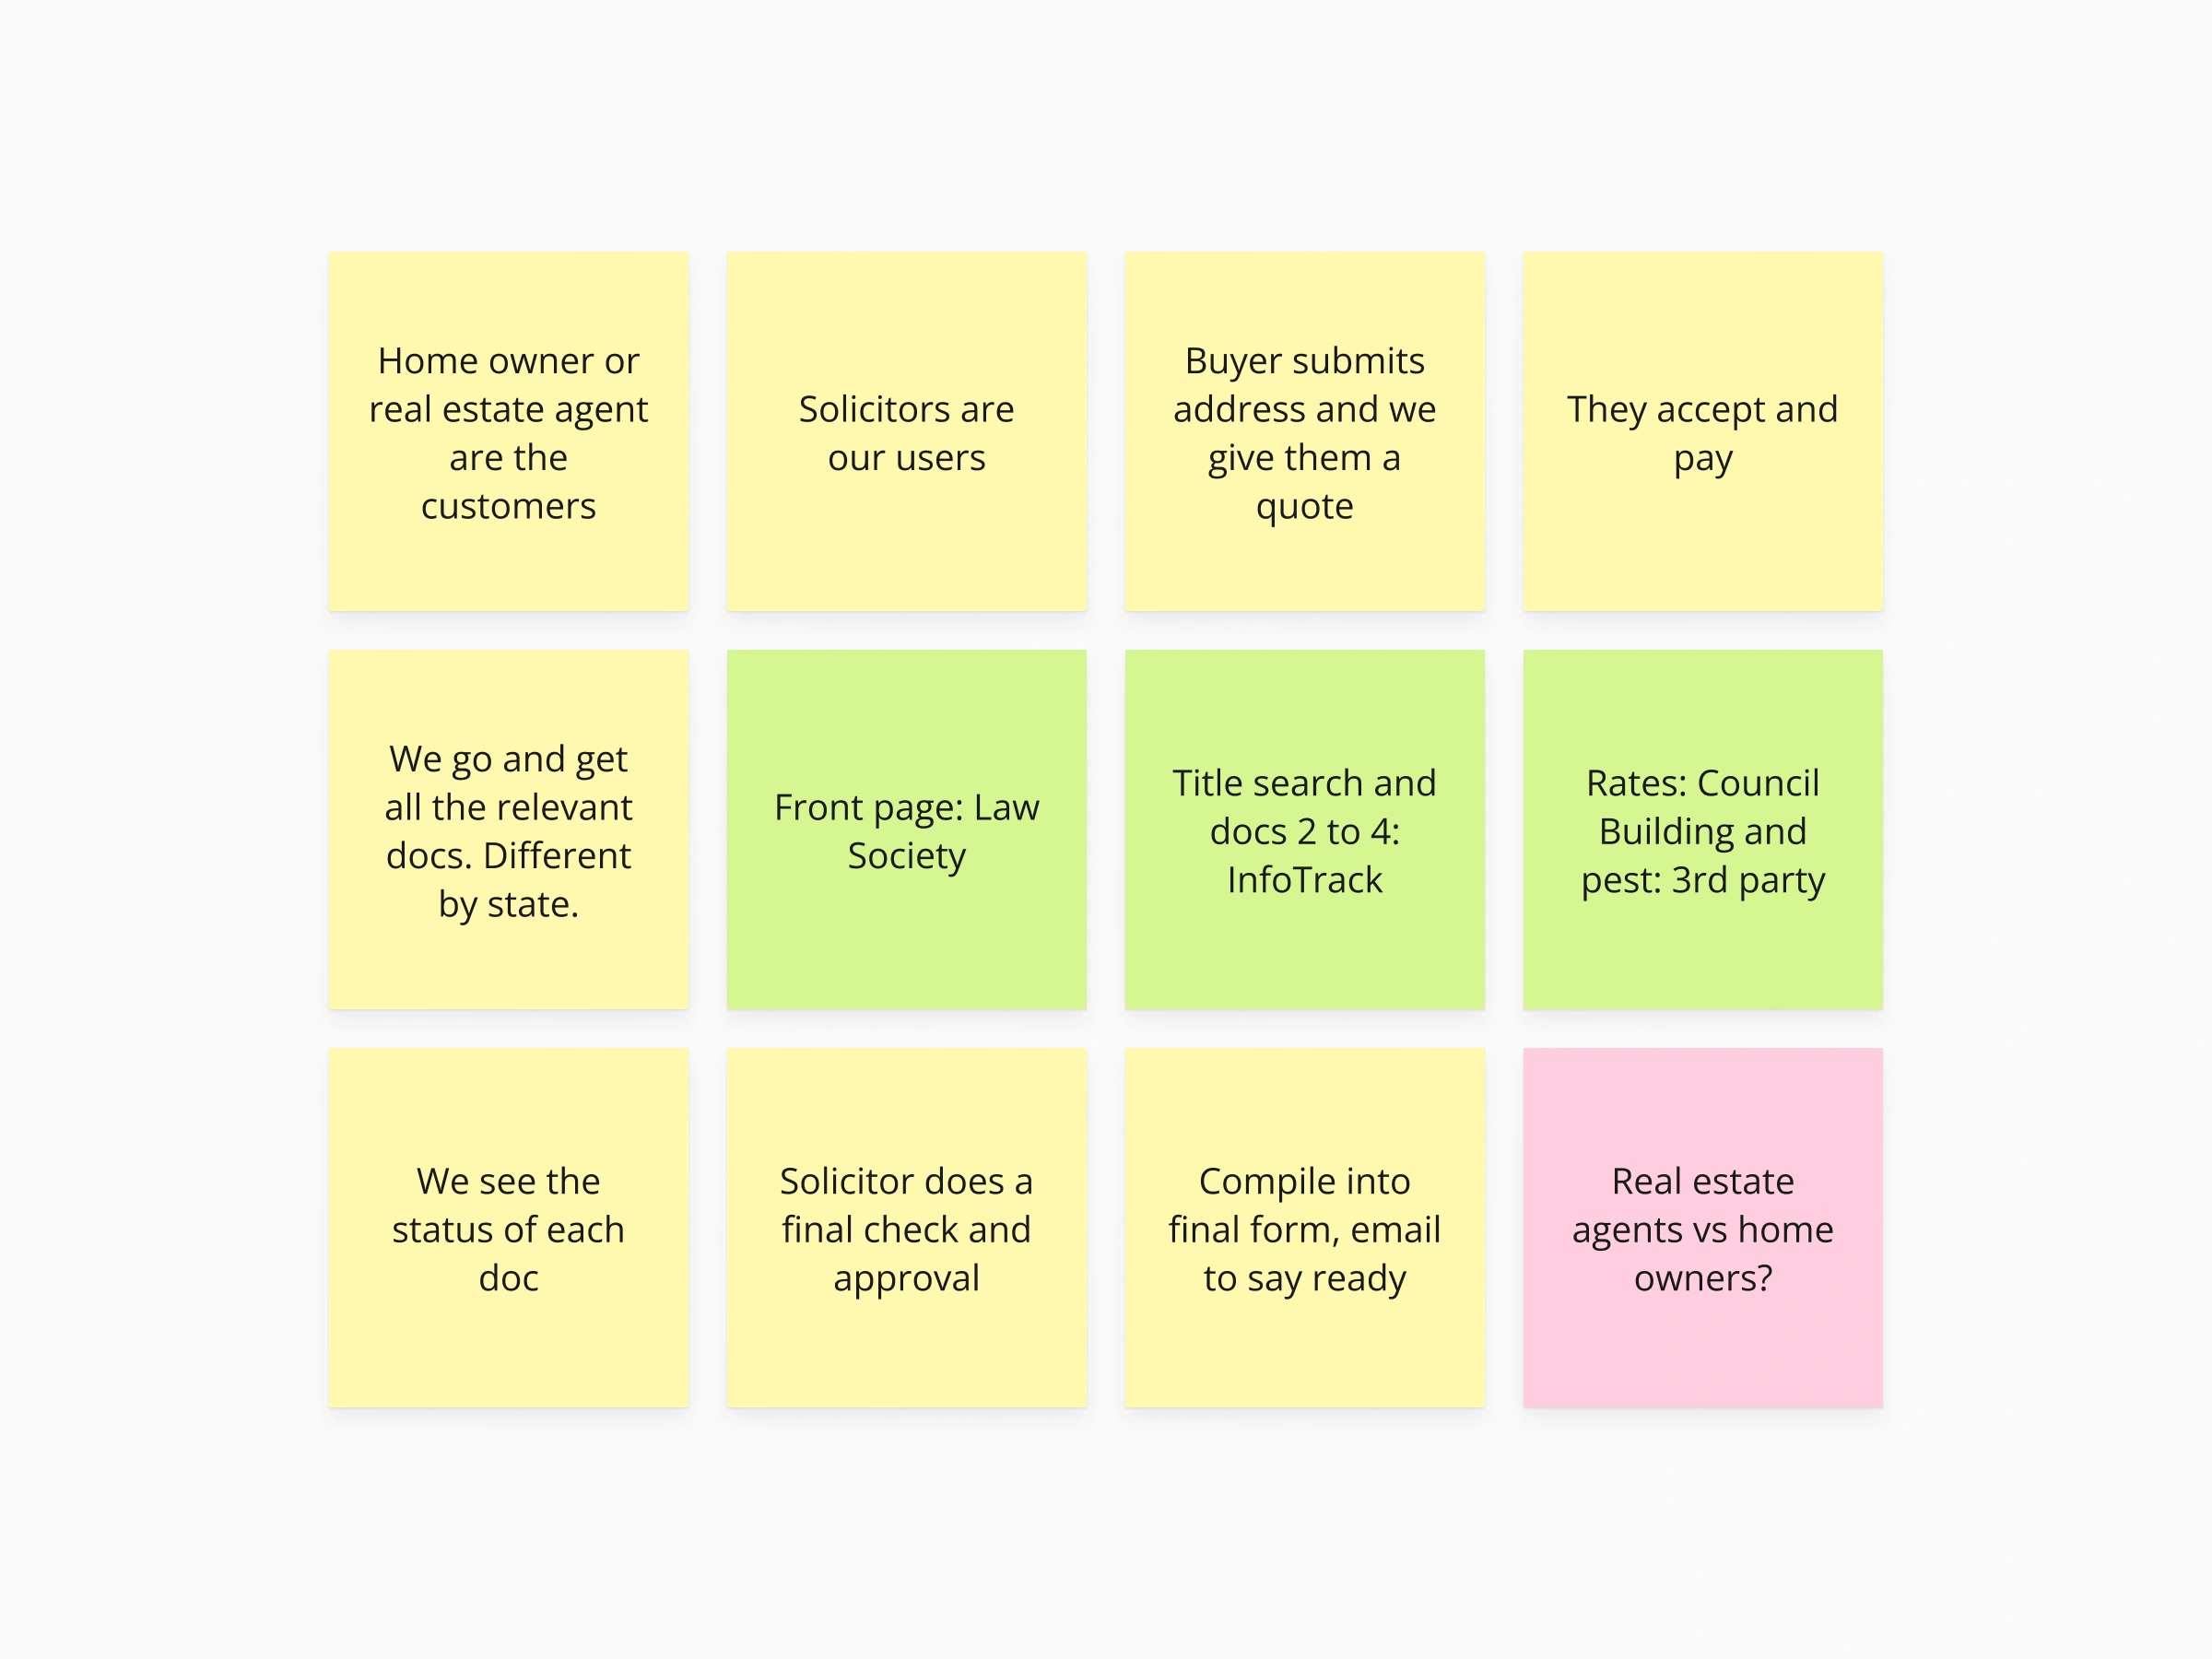 Home owner or
real estate agent
are the
customers
Solicitors are
our users
Buyer submits
address and we
give them a
quote
They accept and
pay
We go and get
all the relevant
docs. Different
by state.
Front page: Law
Society
Title search and
docs 2 to 4:
InfoTrack
Rates: Council
Building and
pest: 3rd party
We see the
status of each
doc
Solicitor does a
final check and
approval
Compile into
final form, email
to say ready
Real estate
agents vs home
owners?